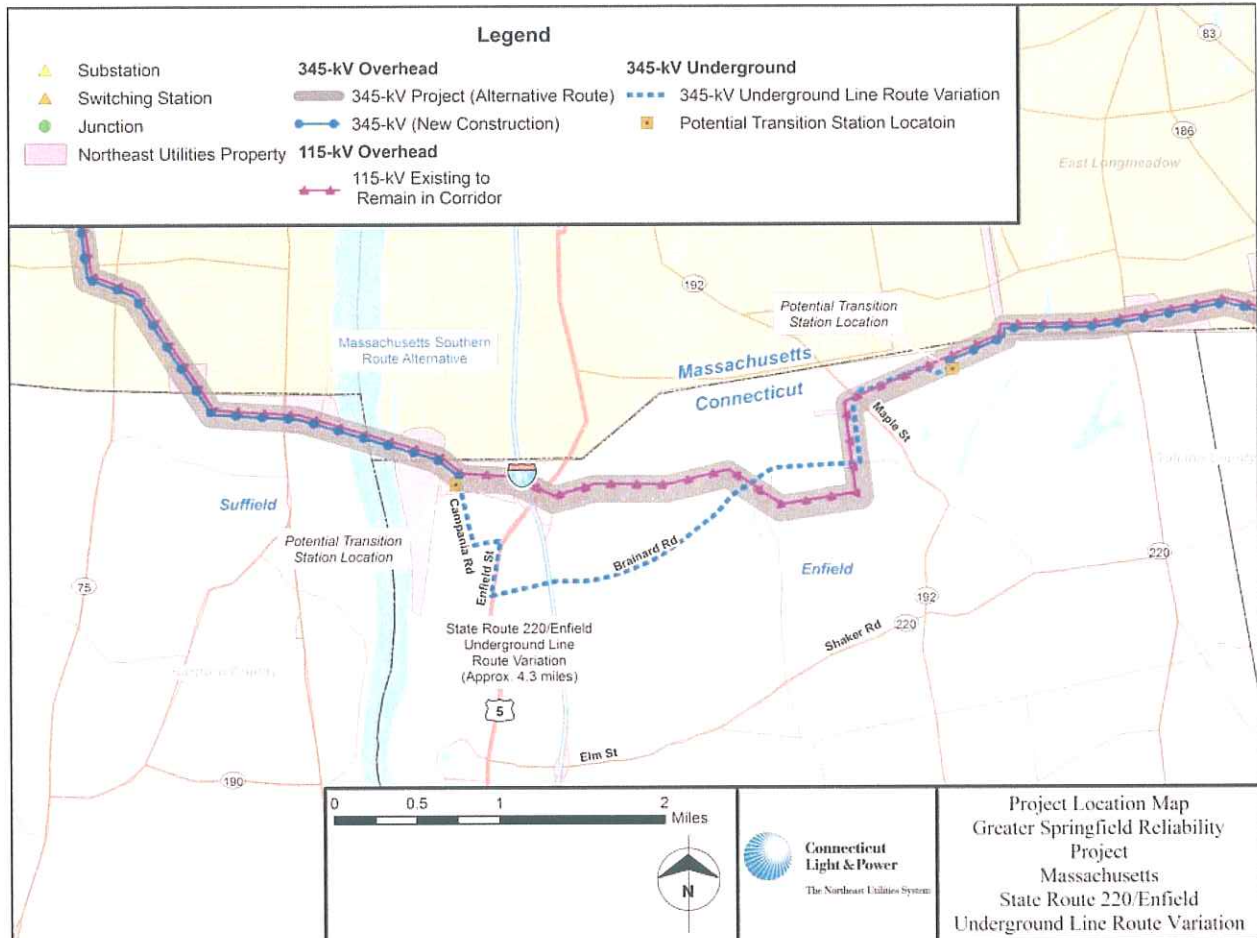 Legend
Substation
Switching Station
Junction
Northeast Utilities Property
345-kV Overhead
345-kV Project (Alternative Route)
345-kV (New Construction)
115-kV Overhead
115-kV Existing to
Remain in Corridor
345-kV Underground
345-kV Underground Line Route Variation
Potential Transition Station Locatoin
83
186
East Longmeadow
192
Potential Transition
Station Location
Massachusetts Southern
Route Alternative
Massachusetts
Connecticut
Maple St
Suffield
Campania Rd
Potential Transition
Station Location
Enfield St
Brainard Rd
Enfield
220
75
192
220
Shaker Rd
State Route 220/Enfield
Underground Line
Route Variation
(Approx. 4.3 miles)
5
Elm St
190
0 0.5 1 2
Miles
N
Connecticut
Light & Power
The Northeast Utilities System
Project Location Map
Greater Springfield Reliability
Project
Massachusetts
State Route 220/Enfield
Underground Line Route Variation